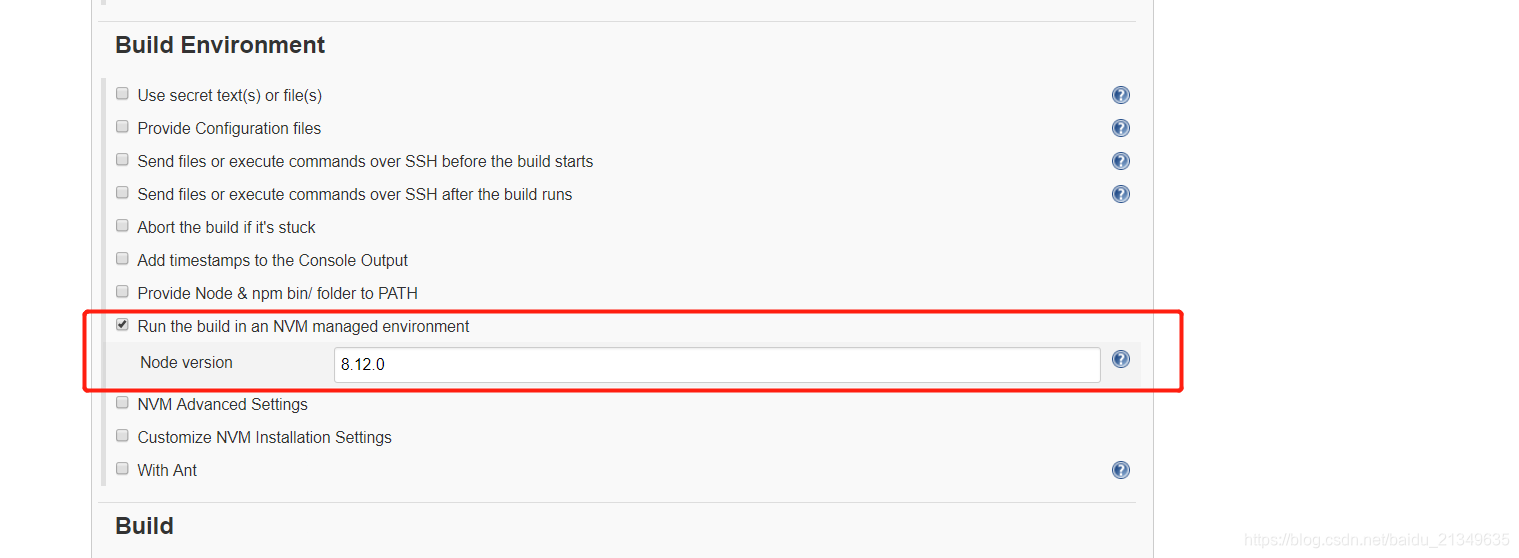 Build Environment
Use secret text(s) or file(s)
Provide Configuration files
Send files or execute commands over SSH before the build starts
Send files or execute commands over SSH after the build runs
Abort the build if it's stuck
Add timestamps to the Console Output
Provide Node & npm bin/ folder to PATH
Run the build in an NVM managed environment
Node version 8.12.0
NVM Advanced Settings
Customize NVM Installation Settings
With Ant
Build
https://blog.csdn.net/baidu_21349635